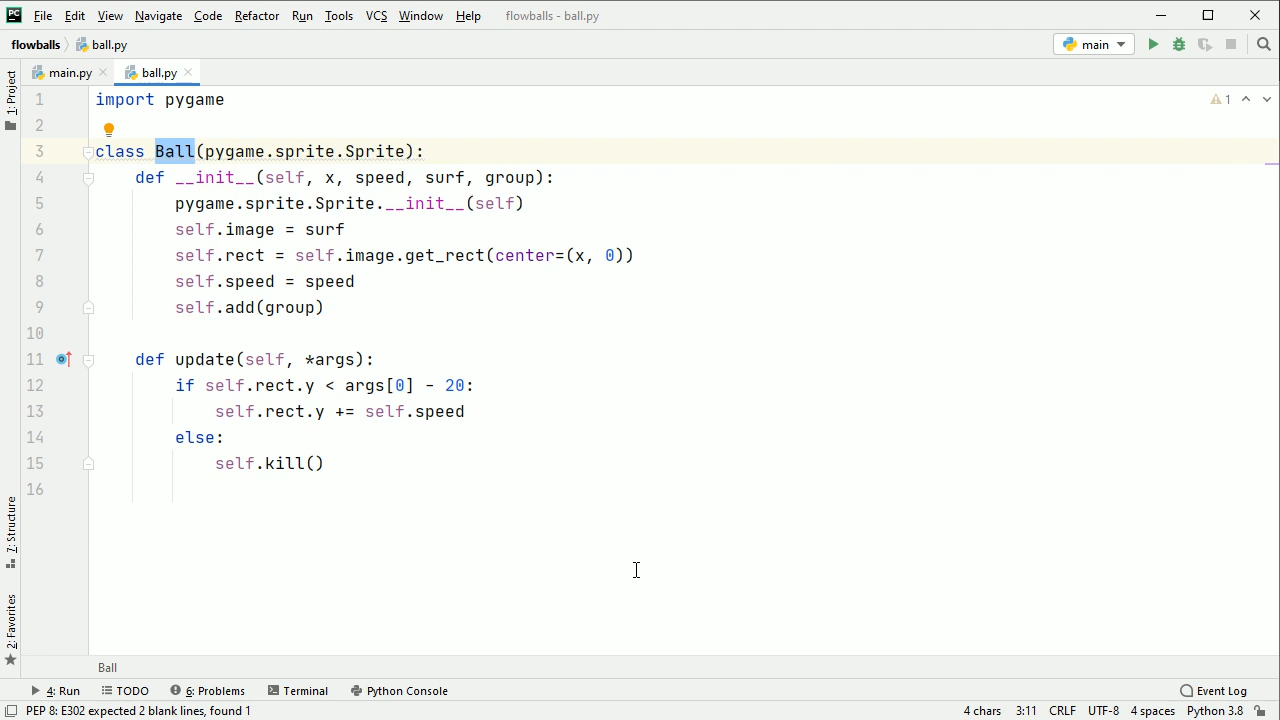 PC File Edit View Navigate Code Refactor Run Tools VCS Window Help flowballs - ball.py
flowballs ball.py main
main.py ball.py
1: Project
1 import pygame
1
2
3 class Ball(pygame.sprite.Sprite):
4 def __init__(self, x, speed, surf, group):
5 pygame.sprite.Sprite.__init__(self)
6 self.image = surf
7 self.rect = self.image.get_rect(center=(x, 0))
8 self.speed = speed
9 self.add(group)
10
11 def update(self, *args):
12 if self.rect.y < args[0] - 20:
13 self.rect.y += self.speed
14 else:
15 self.kill()
16
7: Structure
2: Favorites
Ball
4: Run TODO 6: Problems Terminal Python Console Event Log
PEP 8: E302 expected 2 blank lines, found 1 4 chars 3:11 CRLF UTF-8 4 spaces Python 3.8